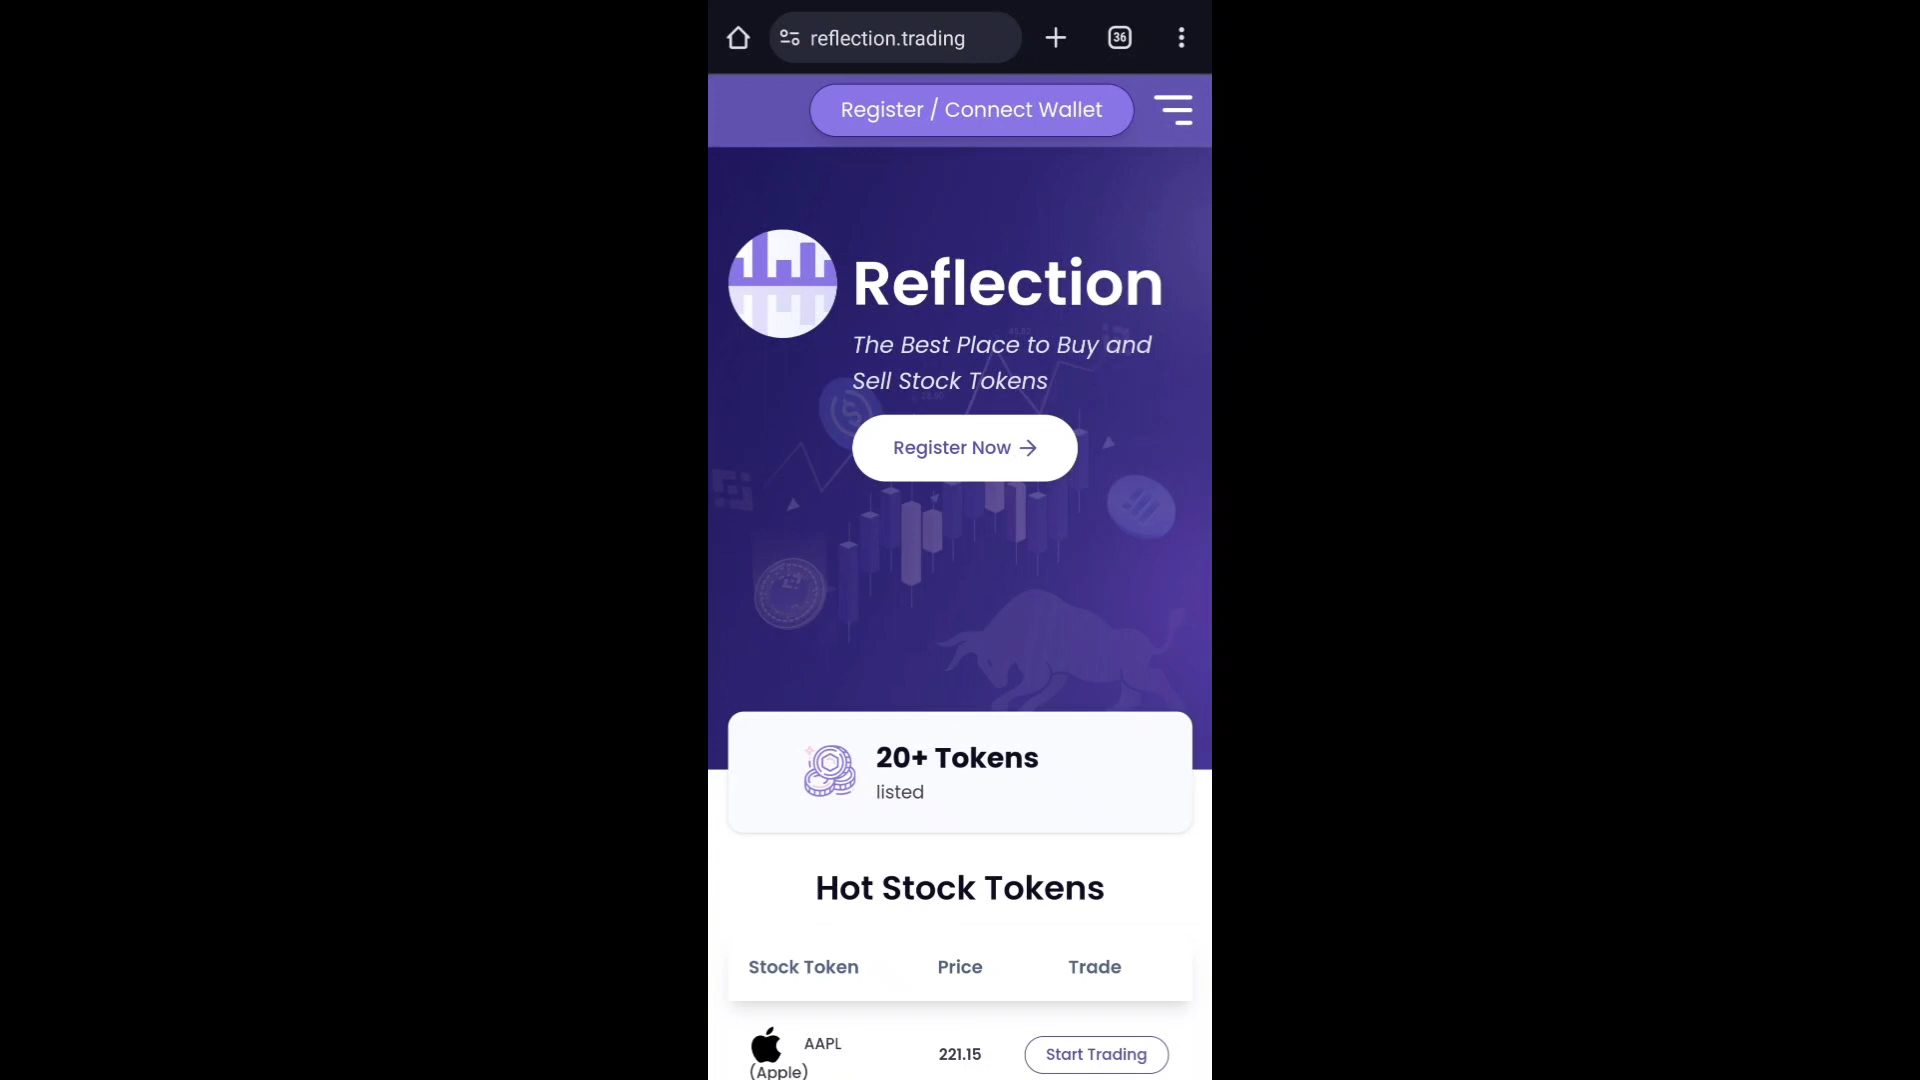 reflection.trading
36
Register / Connect Wallet
Reflection
The Best Place to Buy and
Sell Stock Tokens
Register Now
20+ Tokens
listed
Hot Stock Tokens
Stock Token Price Trade
AAPL
(Apple)
221.15
Start Trading